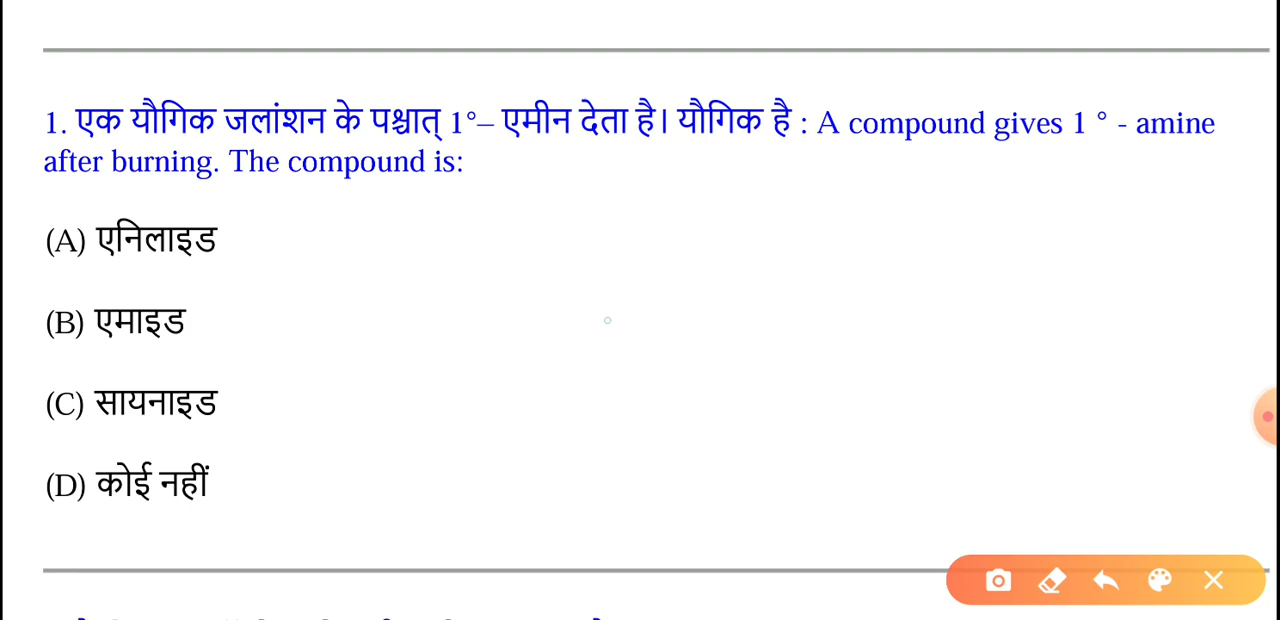 1. एक यौगिक जलांशन के पश्चात् 1°– एमीन देता है। यौगिक है : A compound gives 1 ° - amine
after burning. The compound is:
(A) एनिलाइड
(B) एमाइड
(C) सायनाइड
(D) कोई नहीं